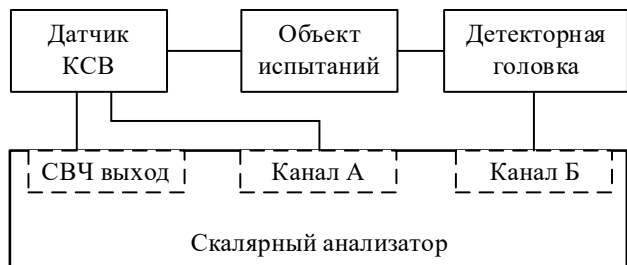 Датчик
КСВ
Объект
испытаний
Детекторная
головка
СВЧ выход
Канал А
Канал Б
Скалярный анализатор